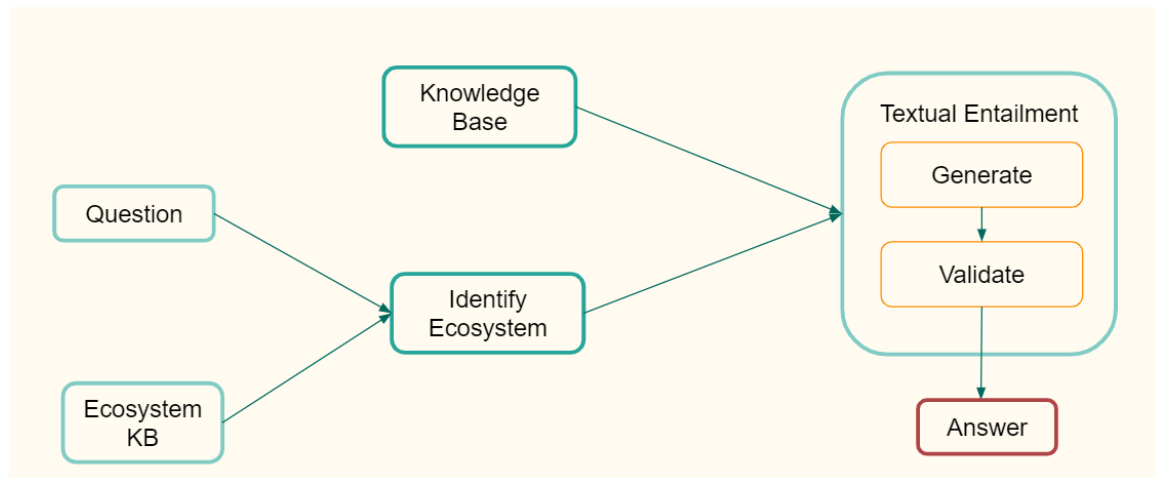 Knowledge
Base
Textual Entailment
Generate
Question
Validate
Identify
Ecosystem
Ecosystem
KB
Answer